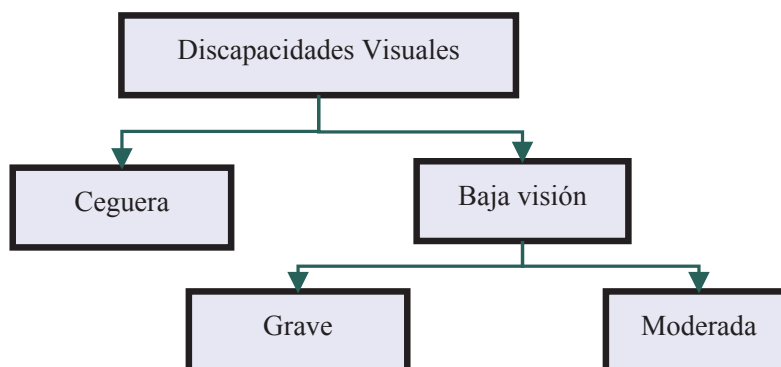 Discapacidades Visuales
Ceguera
Baja visión
Grave
Moderada